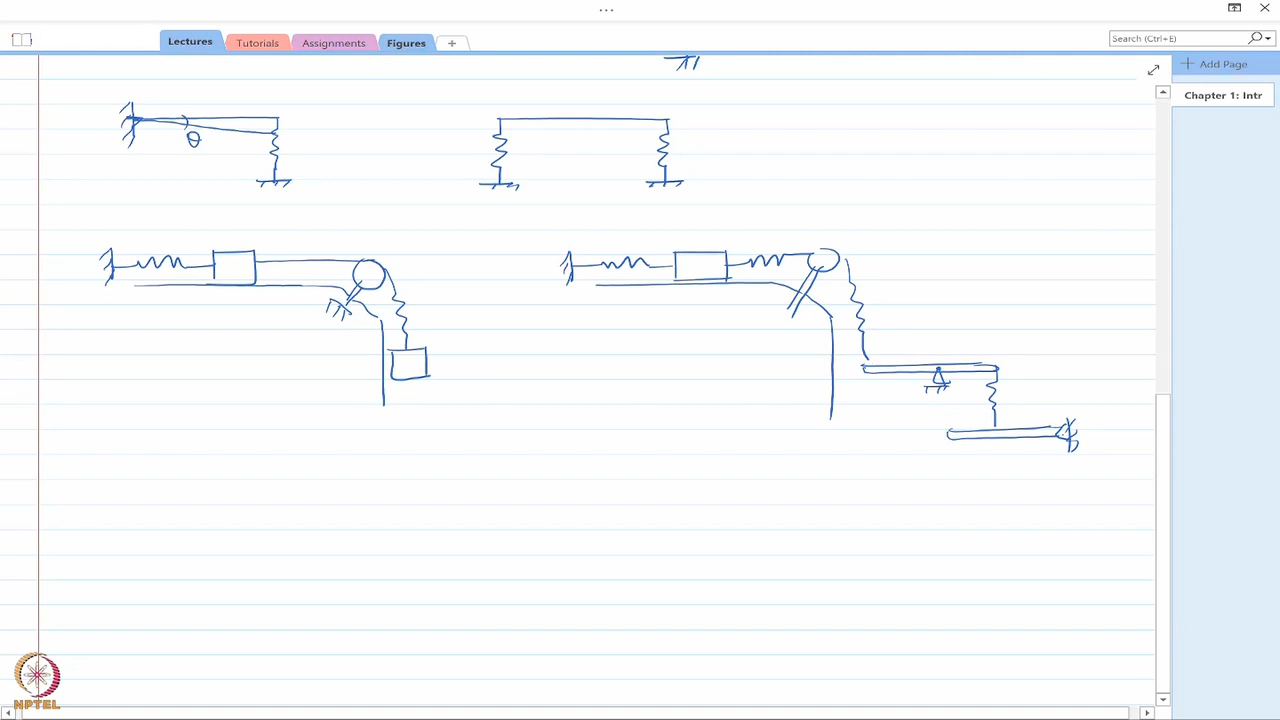 Lectures
Tutorials
Assignments
Figures
Search (Ctrl+E)
Add Page
Chapter 1: Intr
θ
NPTEL